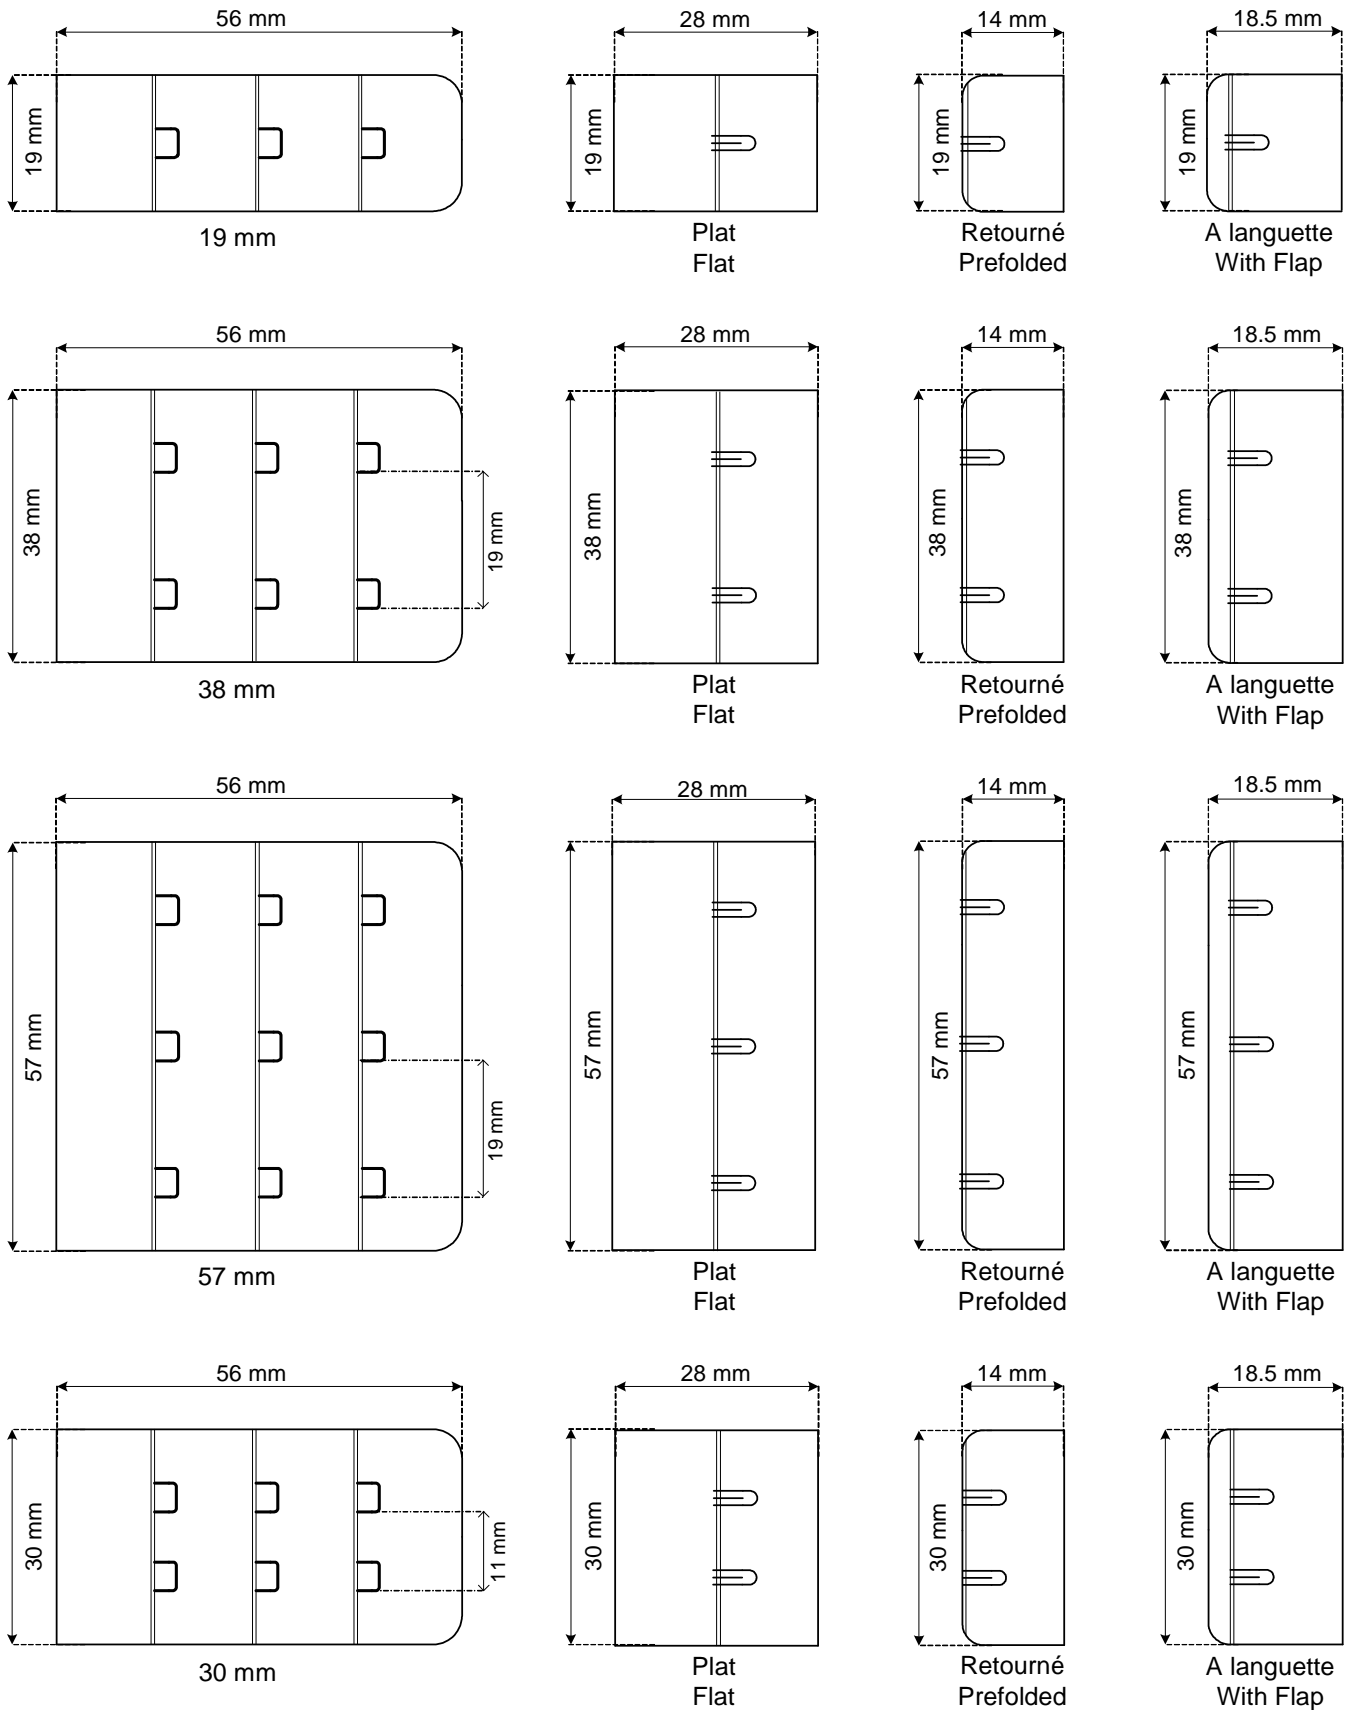 56 mm
28 mm
14 mm
18.5 mm
19 mm
19 mm
19 mm
19 mm
19 mm
Plat
Flat
Retourné
Prefolded
A languette
With Flap
56 mm
28 mm
14 mm
18.5 mm
38 mm
19 mm
38 mm
38 mm
38 mm
38 mm
Plat
Flat
Retourné
Prefolded
A languette
With Flap
56 mm
28 mm
14 mm
18.5 mm
57 mm
19 mm
57 mm
57 mm
57 mm
57 mm
Plat
Flat
Retourné
Prefolded
A languette
With Flap
56 mm
28 mm
14 mm
18.5 mm
30 mm
11 mm
30 mm
30 mm
30 mm
30 mm
Plat
Flat
Retourné
Prefolded
A languette
With Flap